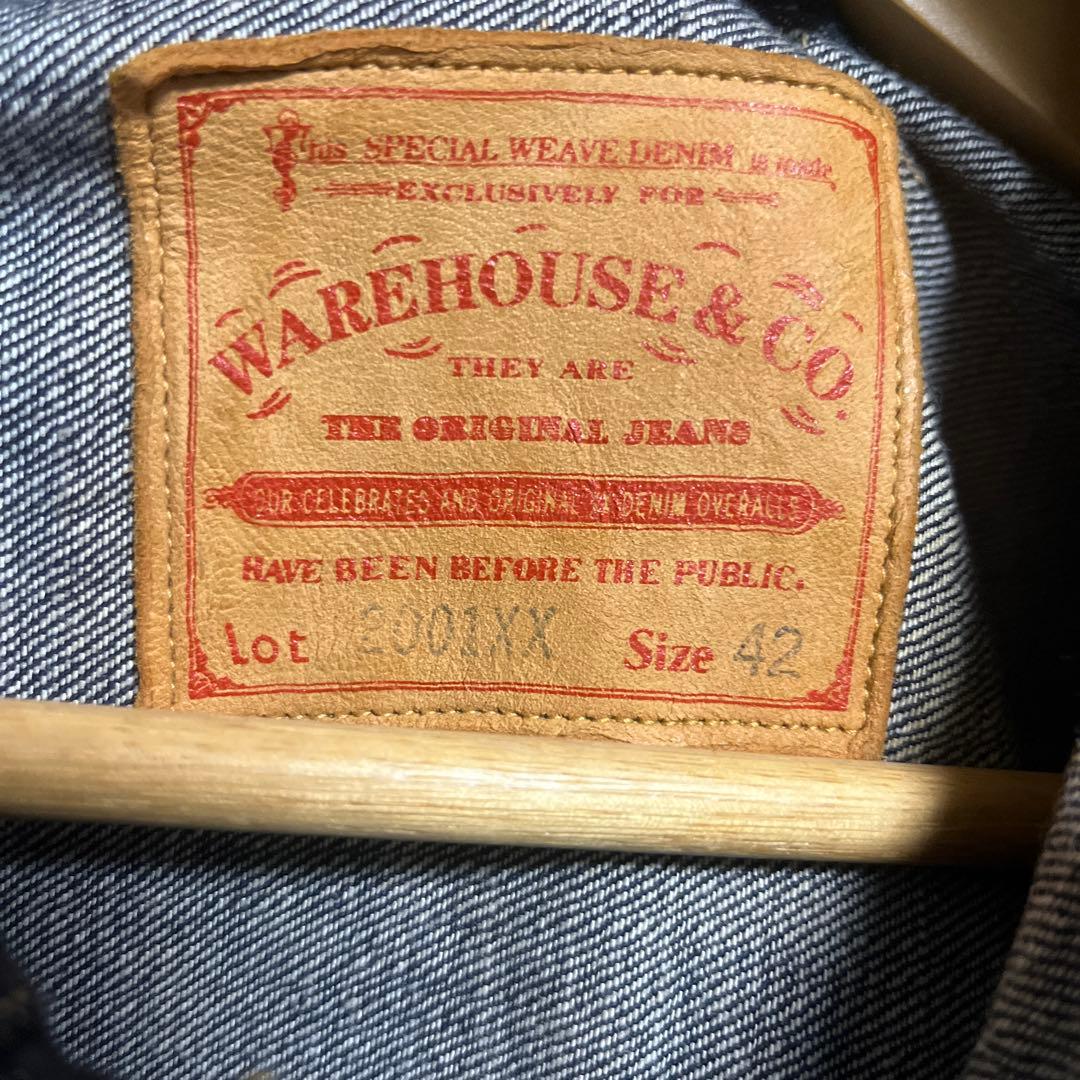 This SPECIAL WEAVE DENIM is made
EXCLUSIVELY FOR
WAREHOUSE & CO.
THEY ARE
THE ORIGINAL JEANS
OUR CELEBRATES AND ORIGINAL XX DENIM OVERALLS
HAVE BEEN BEFORE THE PUBLIC.
Lot 2001XX Size 42